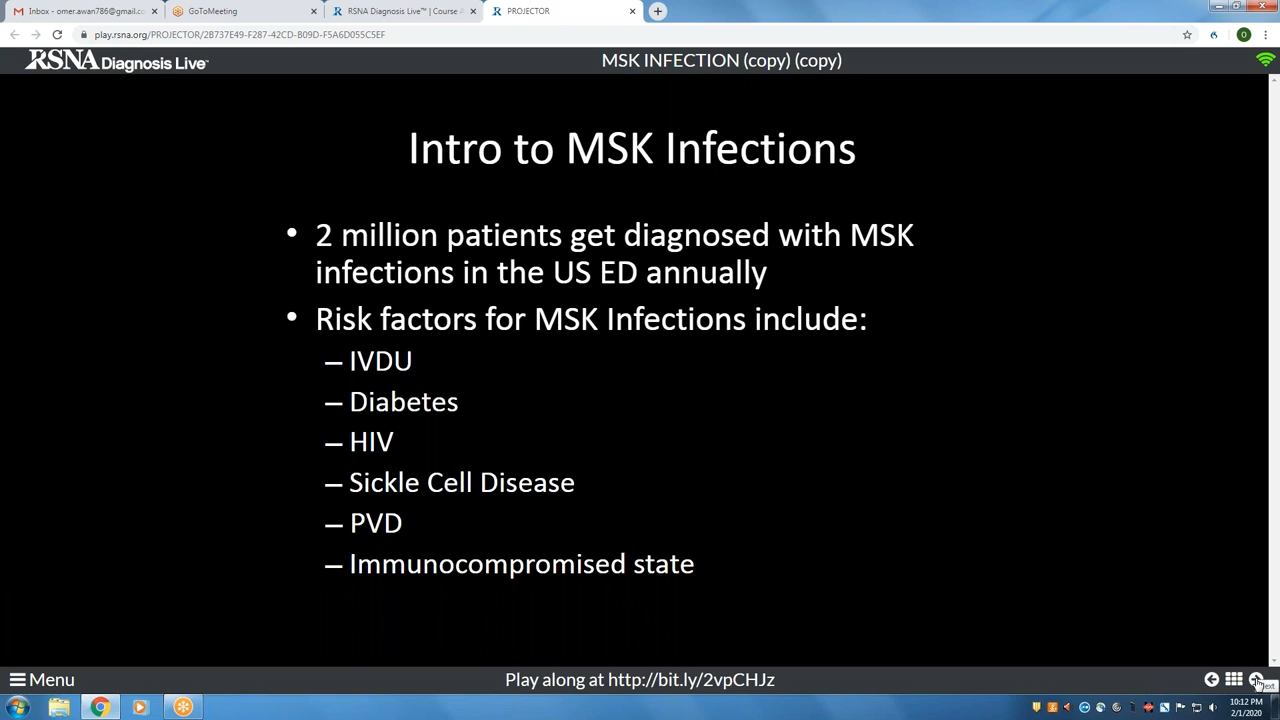 Inbox - omer.awan786@gmail.co
GoToMeeting
RSNA Diagnosis Live™ | Course
PROJECTOR
play.rsna.org/PROJECTOR/2B737E49-F287-42CD-B09D-F5A6D055C5EF
O
RSNA Diagnosis Live™
MSK INFECTION (copy) (copy)
Intro to MSK Infections
• 2 million patients get diagnosed with MSK
infections in the US ED annually
• Risk factors for MSK Infections include:
– IVDU
– Diabetes
– HIV
– Sickle Cell Disease
– PVD
– Immunocompromised state
Menu
Play along at http://bit.ly/2vpCHJz
10:12 PM
2/1/2020